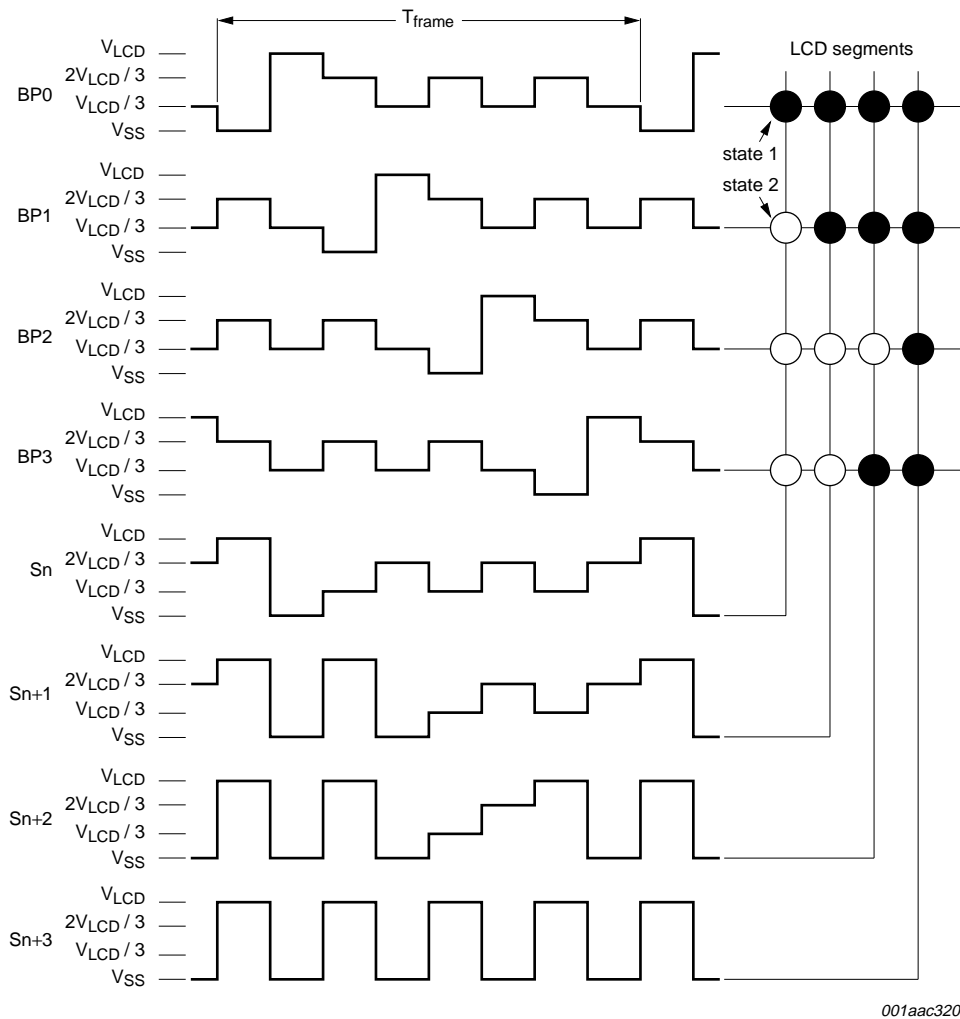 Tframe
LCD segments
state 1
state 2
BP0
VLCD
2VLCD / 3
VLCD / 3
VSS
BP1
VLCD
2VLCD / 3
VLCD / 3
VSS
BP2
VLCD
2VLCD / 3
VLCD / 3
VSS
BP3
VLCD
2VLCD / 3
VLCD / 3
VSS
Sn
VLCD
2VLCD / 3
VLCD / 3
VSS
Sn+1
VLCD
2VLCD / 3
VLCD / 3
VSS
Sn+2
VLCD
2VLCD / 3
VLCD / 3
VSS
Sn+3
VLCD
2VLCD / 3
VLCD / 3
VSS
001aac320